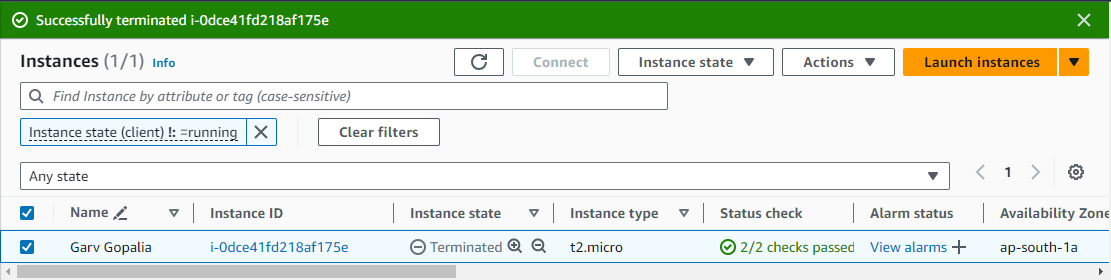 Successfully terminated i-0dce41fd218af175e
Instances (1/1) Info
Connect
Instance state
Actions
Launch instances
Find Instance by attribute or tag (case-sensitive)
Instance state (client) !: =running
Clear filters
Any state
1
Name Instance ID Instance state Instance type Status check Alarm status Availability Zone
Garv Gopalia i-0dce41fd218af175e Terminated t2.micro 2/2 checks passed View alarms ap-south-1a